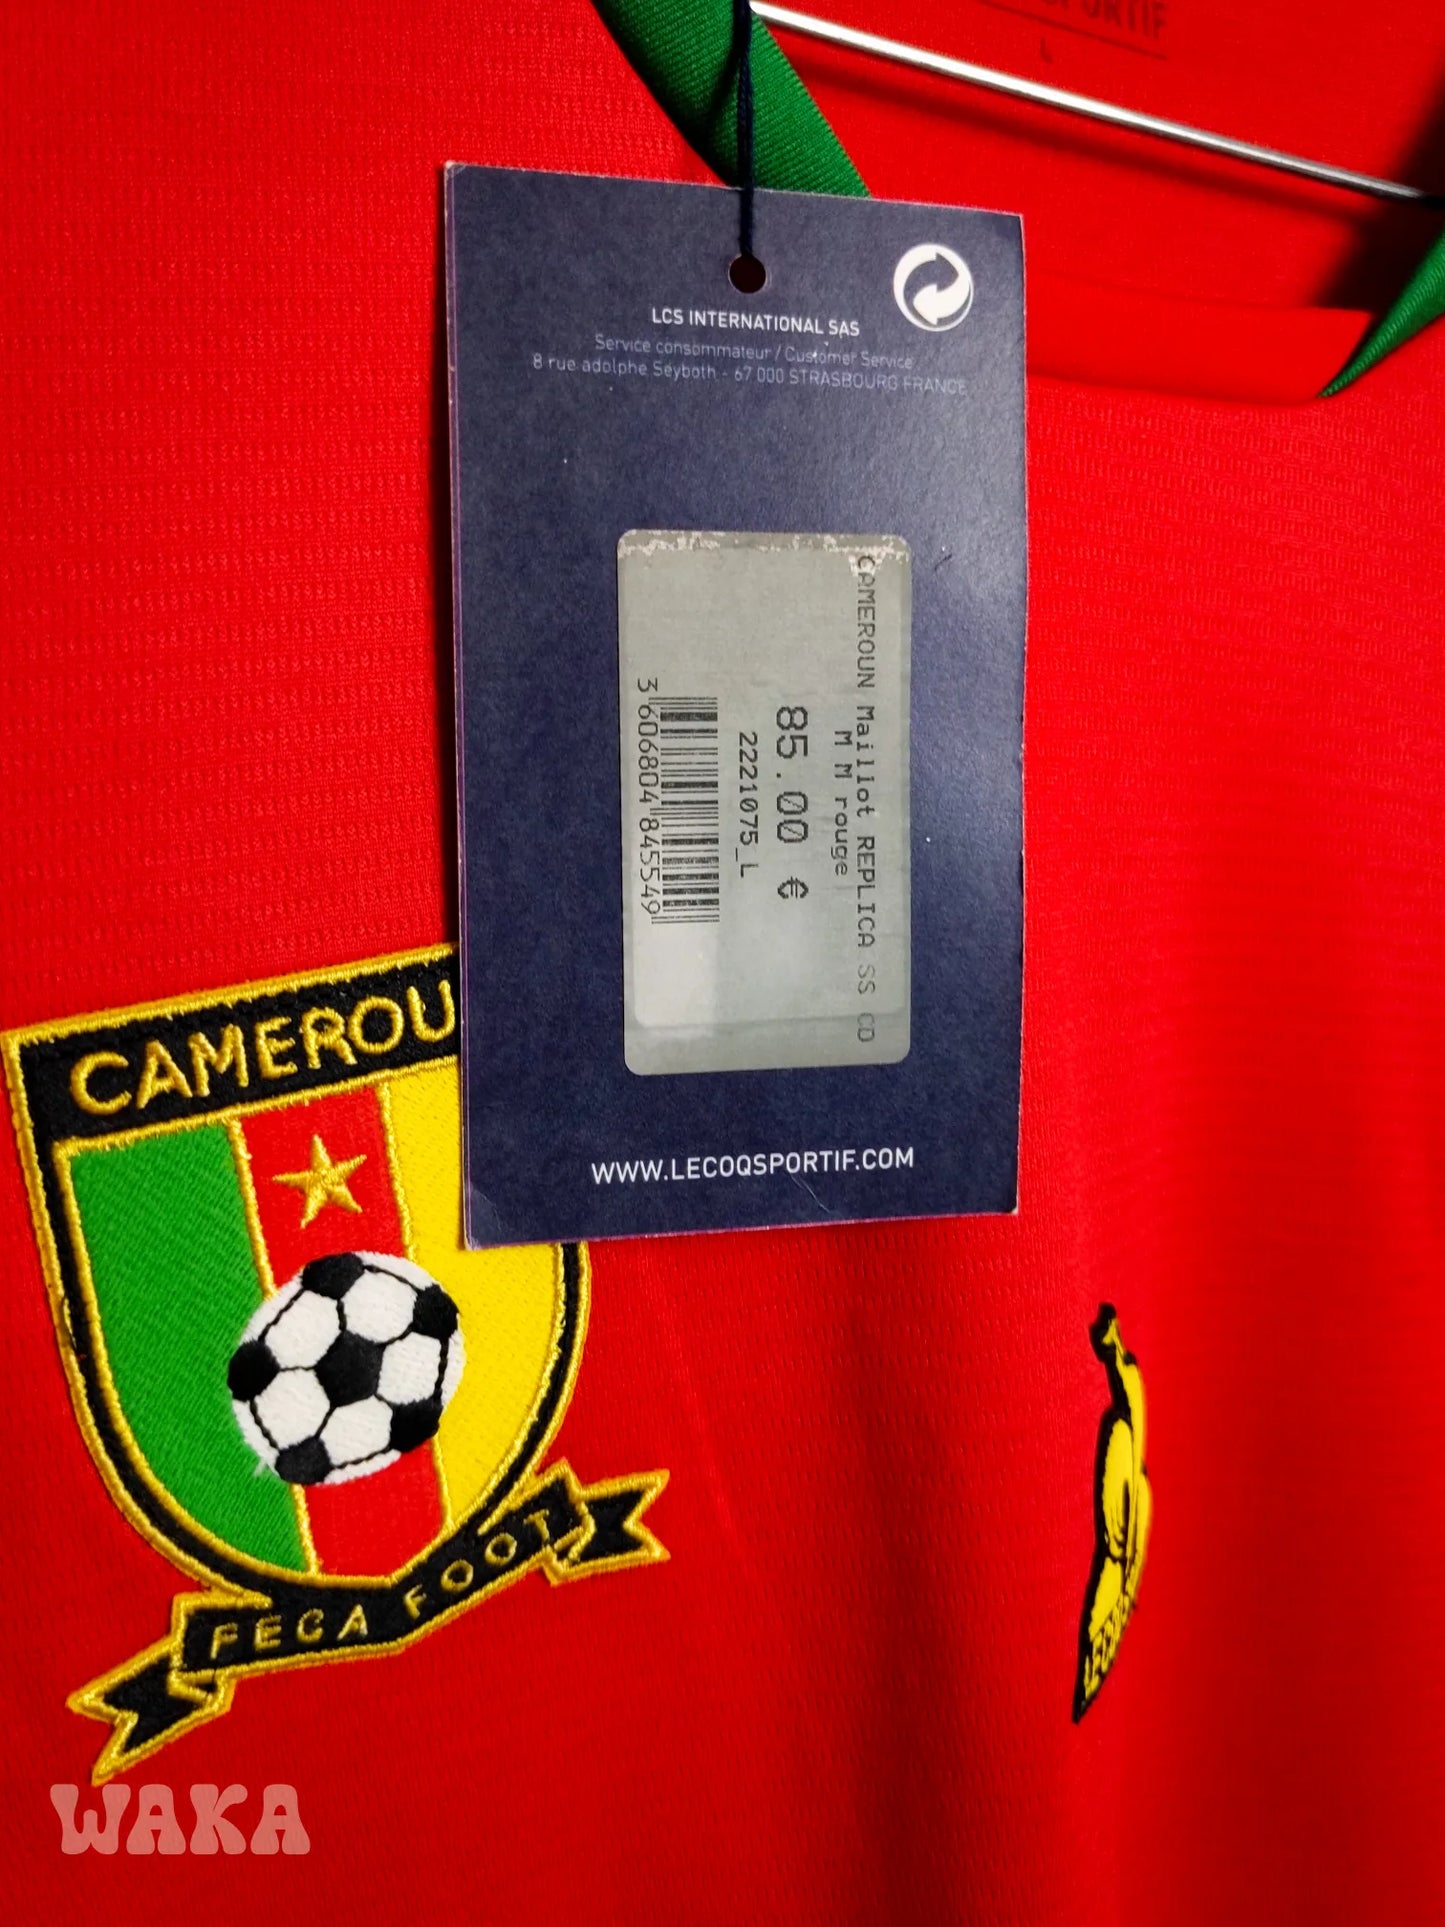 L
LCS INTERNATIONAL SAS
Service consommateur / Customer Service
8 rue adolphe Seyboth - 67 000 STRASBOURG FRANCE
CAMEROUN Maillot REPLICA SS CD
M M rouge
85.00 €
2221075_L
3 606804 845549
WWW.LECOQSPORTIF.COM
CAMEROU
FECA FOOT
WAKA